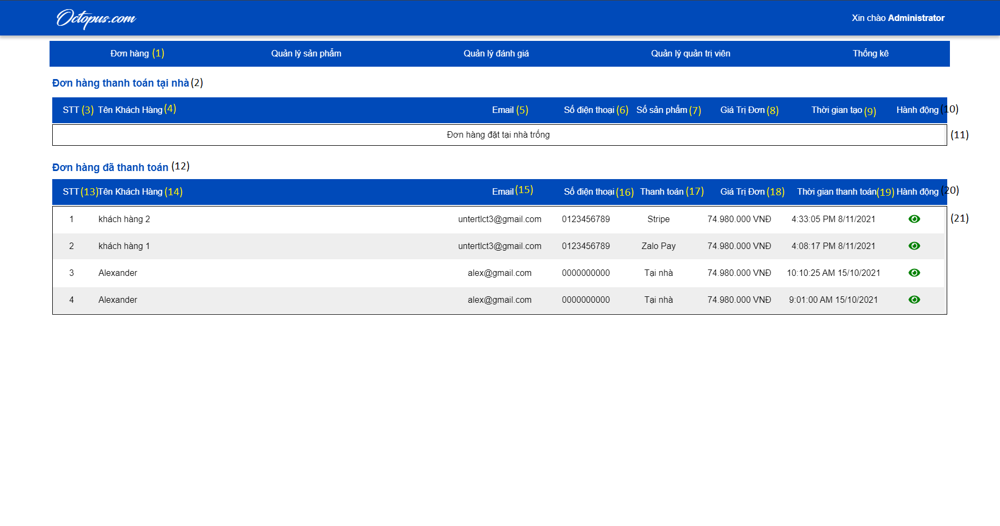 Octopus.com Xin chào Administrator
Đơn hàng (1) Quản lý sản phẩm Quản lý đánh giá Quản lý quản trị viên Thống kê
Đơn hàng thanh toán tại nhà (2)
STT (3) Tên Khách Hàng (4) Email (5) Số điện thoại (6) Số sản phẩm (7) Giá Trị Đơn (8) Thời gian tạo (9) Hành động (10)
Đơn hàng đặt tại nhà trống (11)
Đơn hàng đã thanh toán (12)
STT (13) Tên Khách Hàng (14) Email (15) Số điện thoại (16) Thanh toán (17) Giá Trị Đơn (18) Thời gian thanh toán (19) Hành động (20)
1 khách hàng 2 untertlct3@gmail.com 0123456789 Stripe 74.980.000 VNĐ 4:33:05 PM 8/11/2021 (21)
2 khách hàng 1 untertlct3@gmail.com 0123456789 Zalo Pay 74.980.000 VNĐ 4:08:17 PM 8/11/2021
3 Alexander alex@gmail.com 0000000000 Tại nhà 74.980.000 VNĐ 10:10:25 AM 15/10/2021
4 Alexander alex@gmail.com 0000000000 Tại nhà 74.980.000 VNĐ 9:01:00 AM 15/10/2021